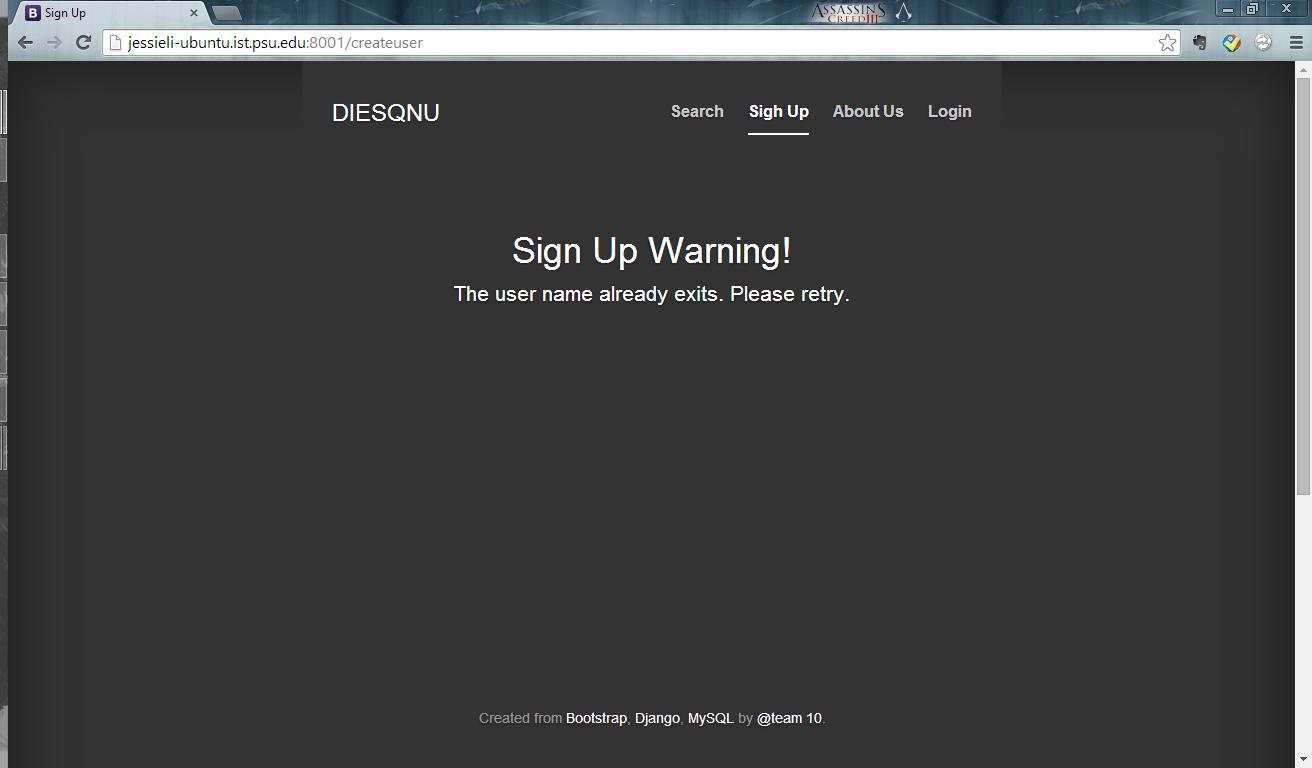 Sign Up
ASSASSINS
CREED III
jessieli-ubuntu.ist.psu.edu:8001/createuser
DIESQNU Search Sigh Up About Us Login
Sign Up Warning!
The user name already exits. Please retry.
Created from Bootstrap, Django, MySQL by @team 10.